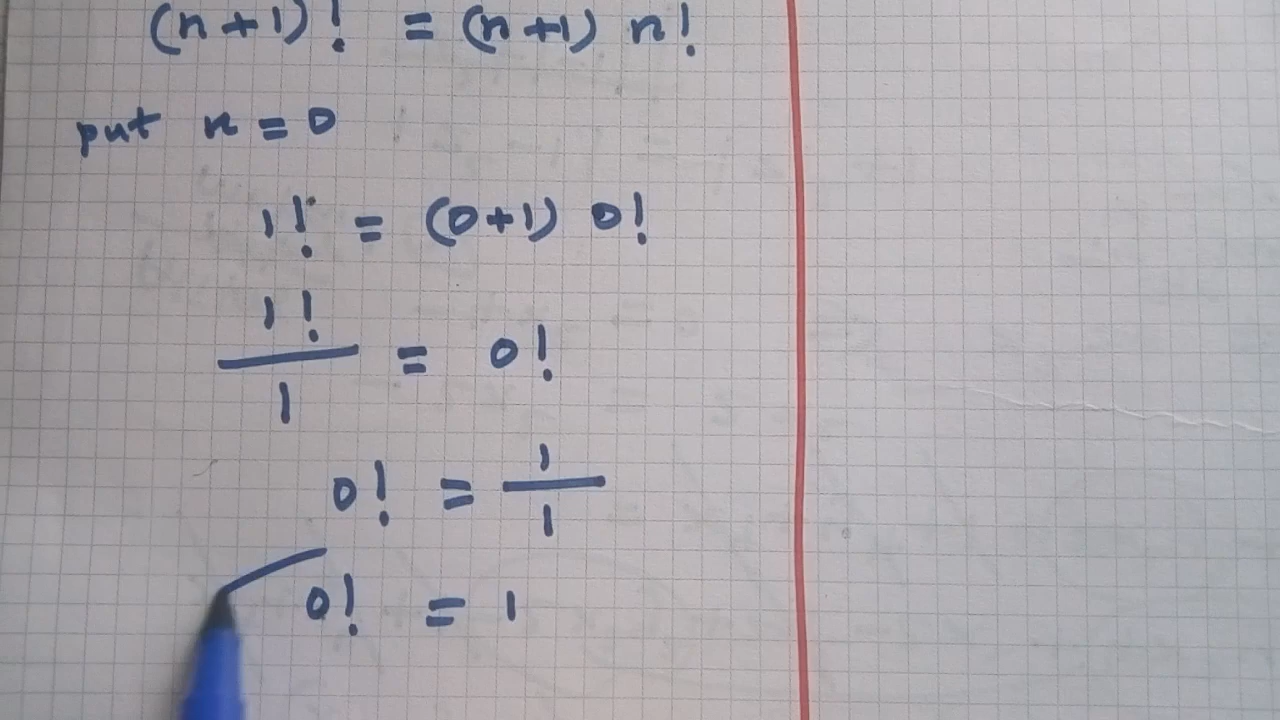 (n+1)! = (n+1) n!
put n = 0
1! = (0+1) 0!
1!/1 = 0!
0! = 1/1
0! = 1